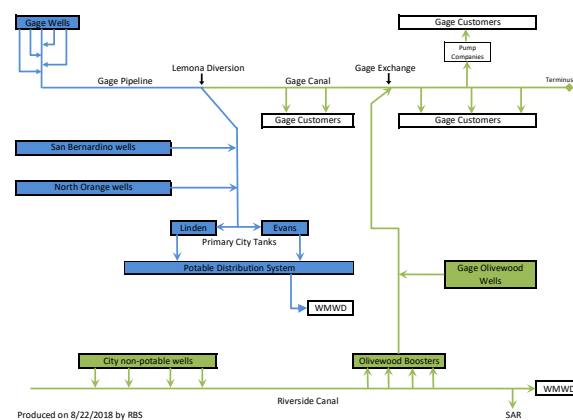 Gage Wells
Gage Customers
Pump
Companies
Lemona Diversion
Gage Exchange
Gage Pipeline
Gage Canal
Terminus
Gage Customers
Gage Customers
San Bernardino wells
North Orange wells
Linden
Evans
Primary City Tanks
Potable Distribution System
Gage Olivewood
Wells
WMWD
City non-potable wells
Olivewood Boosters
WMWD
Riverside Canal
Produced on 8/22/2018 by RBS
SAR